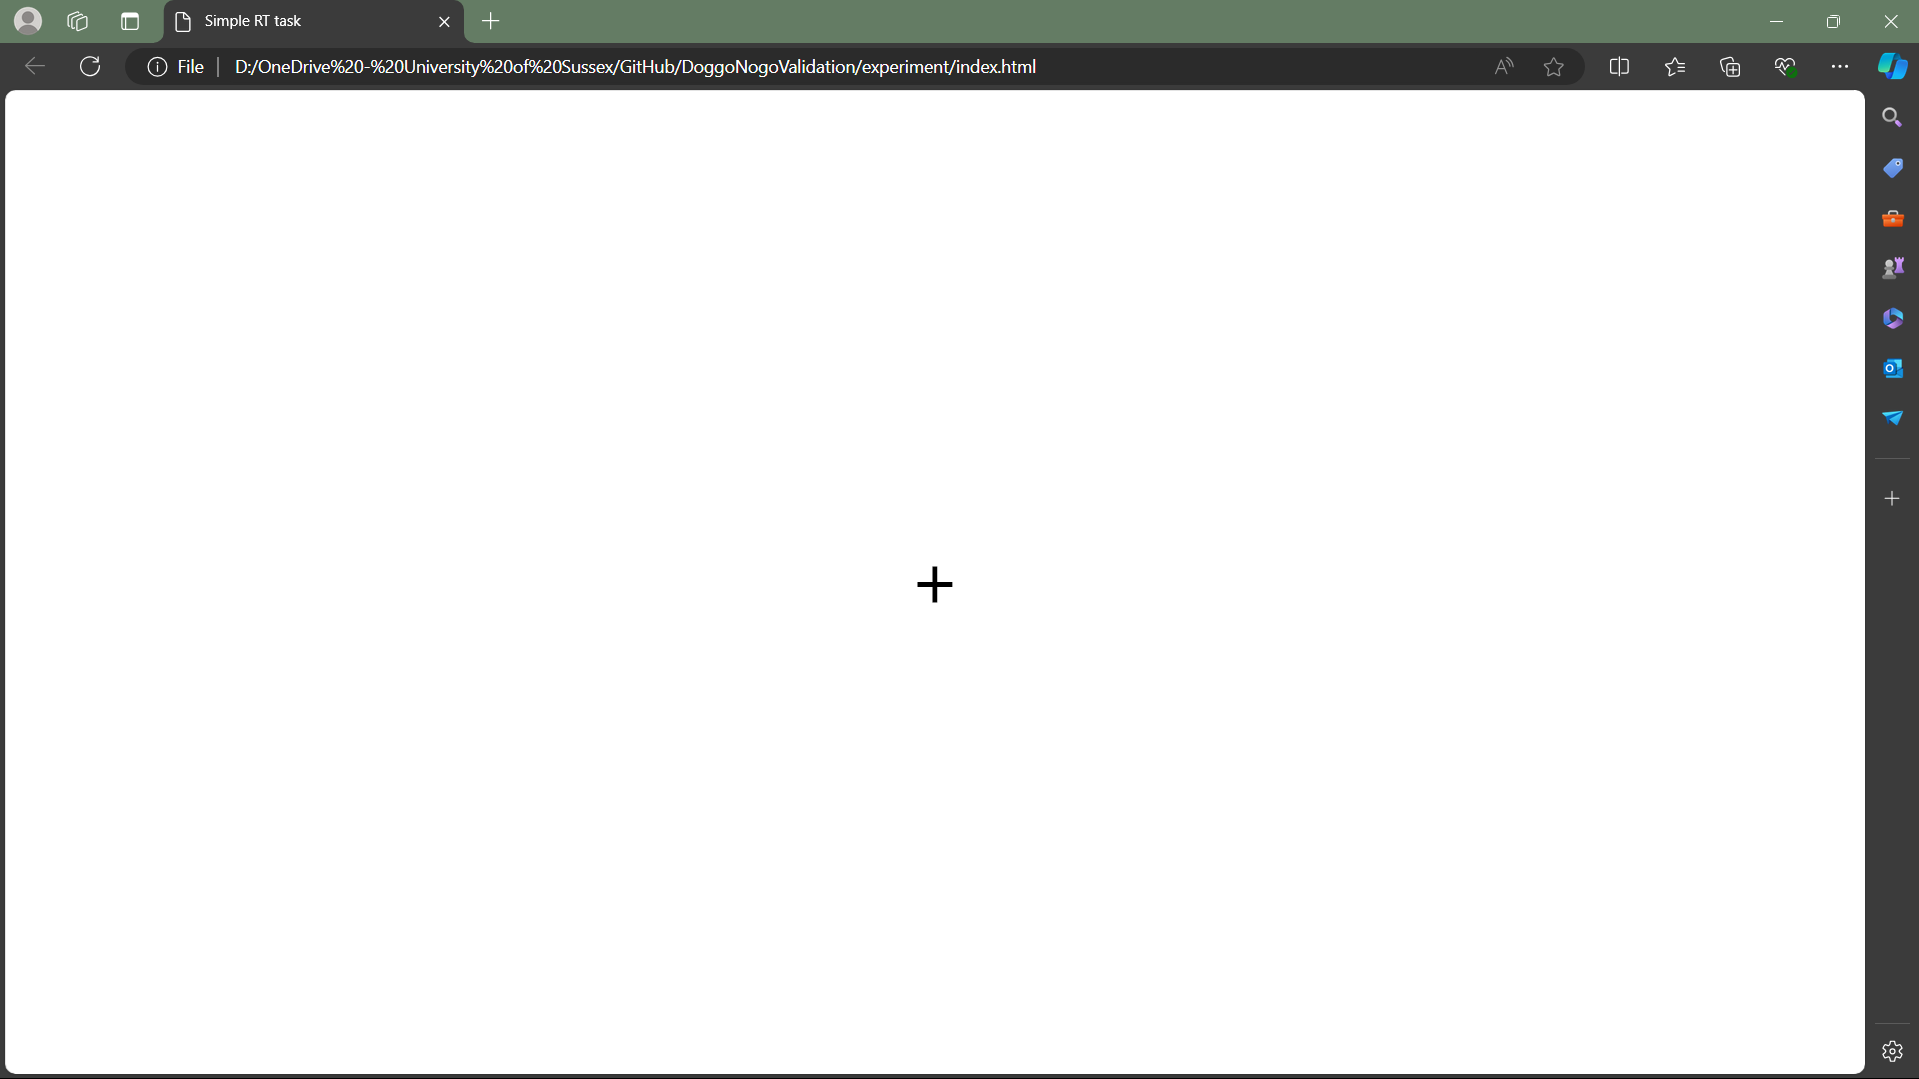 Simple RT task
File D:/OneDrive%20-%20University%20of%20Sussex/GitHub/DoggoNogoValidation/experiment/index.html
+